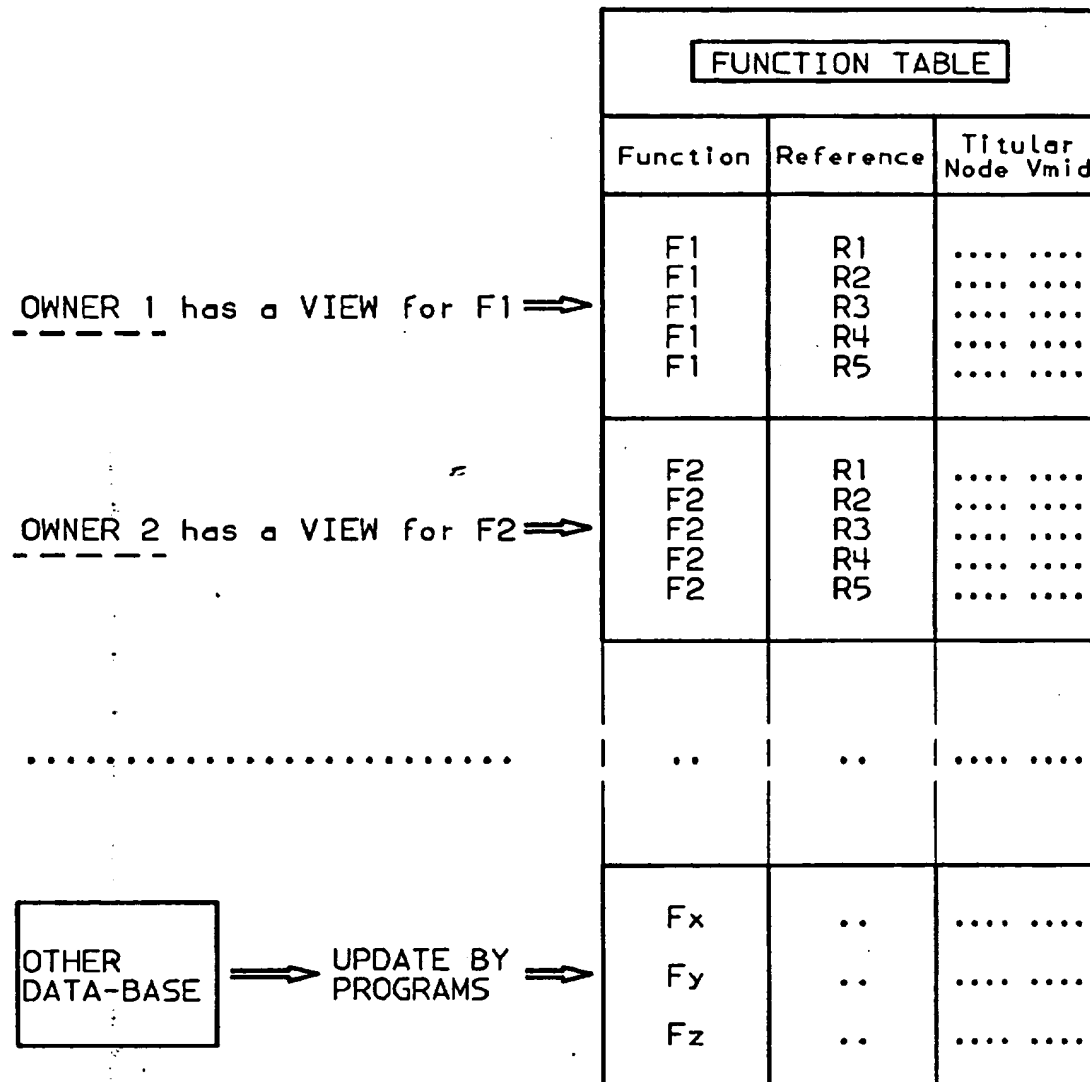 FUNCTION TABLE
Function Reference Titular Node Vmid
F1 R1 .... ....
F1 R2 .... ....
OWNER 1 has a VIEW for F1 F1 R3 .... ....
F1 R4 .... ....
F1 R5 .... ....
F2 R1 .... ....
F2 R2 .... ....
OWNER 2 has a VIEW for F2 F2 R3 .... ....
F2 R4 .... ....
F2 R5 .... ....
......................... .. .. .... ....
Fx .. .... ....
OTHER DATA-BASE UPDATE BY PROGRAMS Fy .. .... ....
Fz .. .... ....